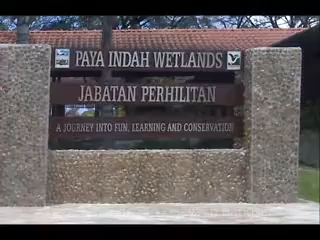 PAYA INDAH WETLANDS
JABATAN PERHILITAN
A JOURNEY INTO FUN, LEARNING AND CONSERVATION